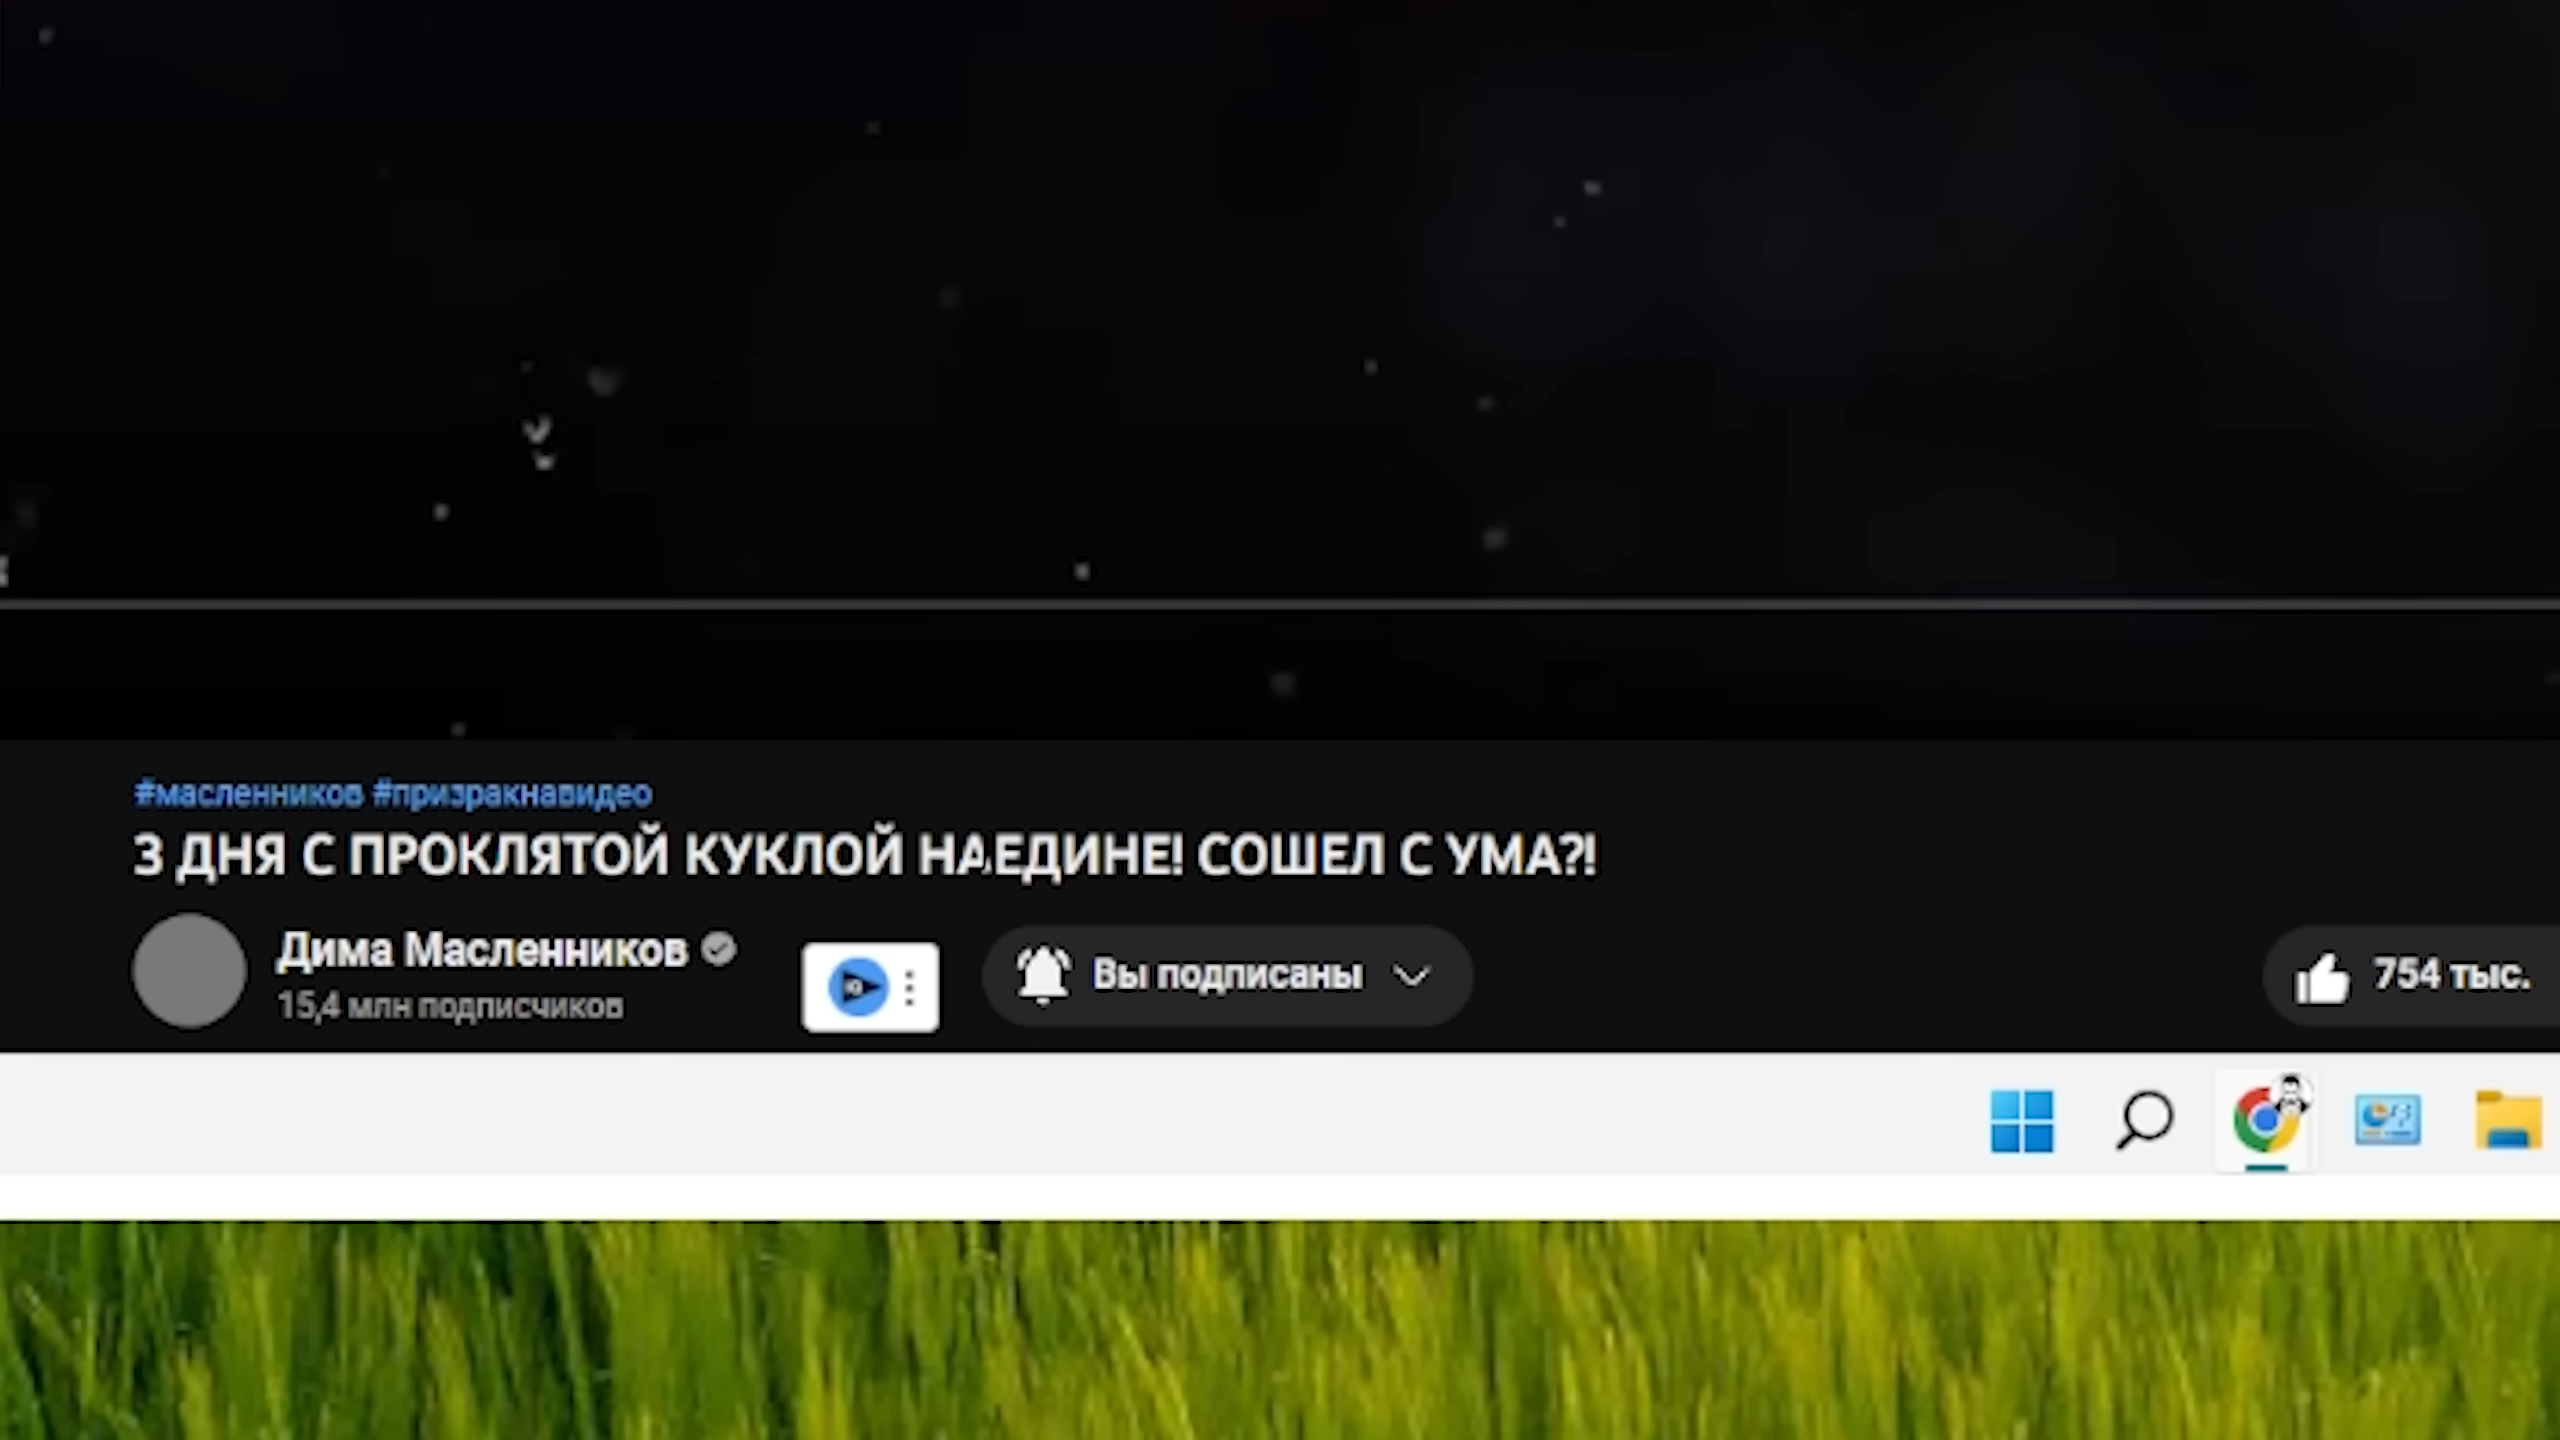 #масленников #призракнавидео
3 ДНЯ С ПРОКЛЯТОЙ КУКЛОЙ НАЕДИНЕ! СОШЕЛ С УМА?!
Дима Масленников
15,4 млн подписчиков
Вы подписаны
754 тыс.